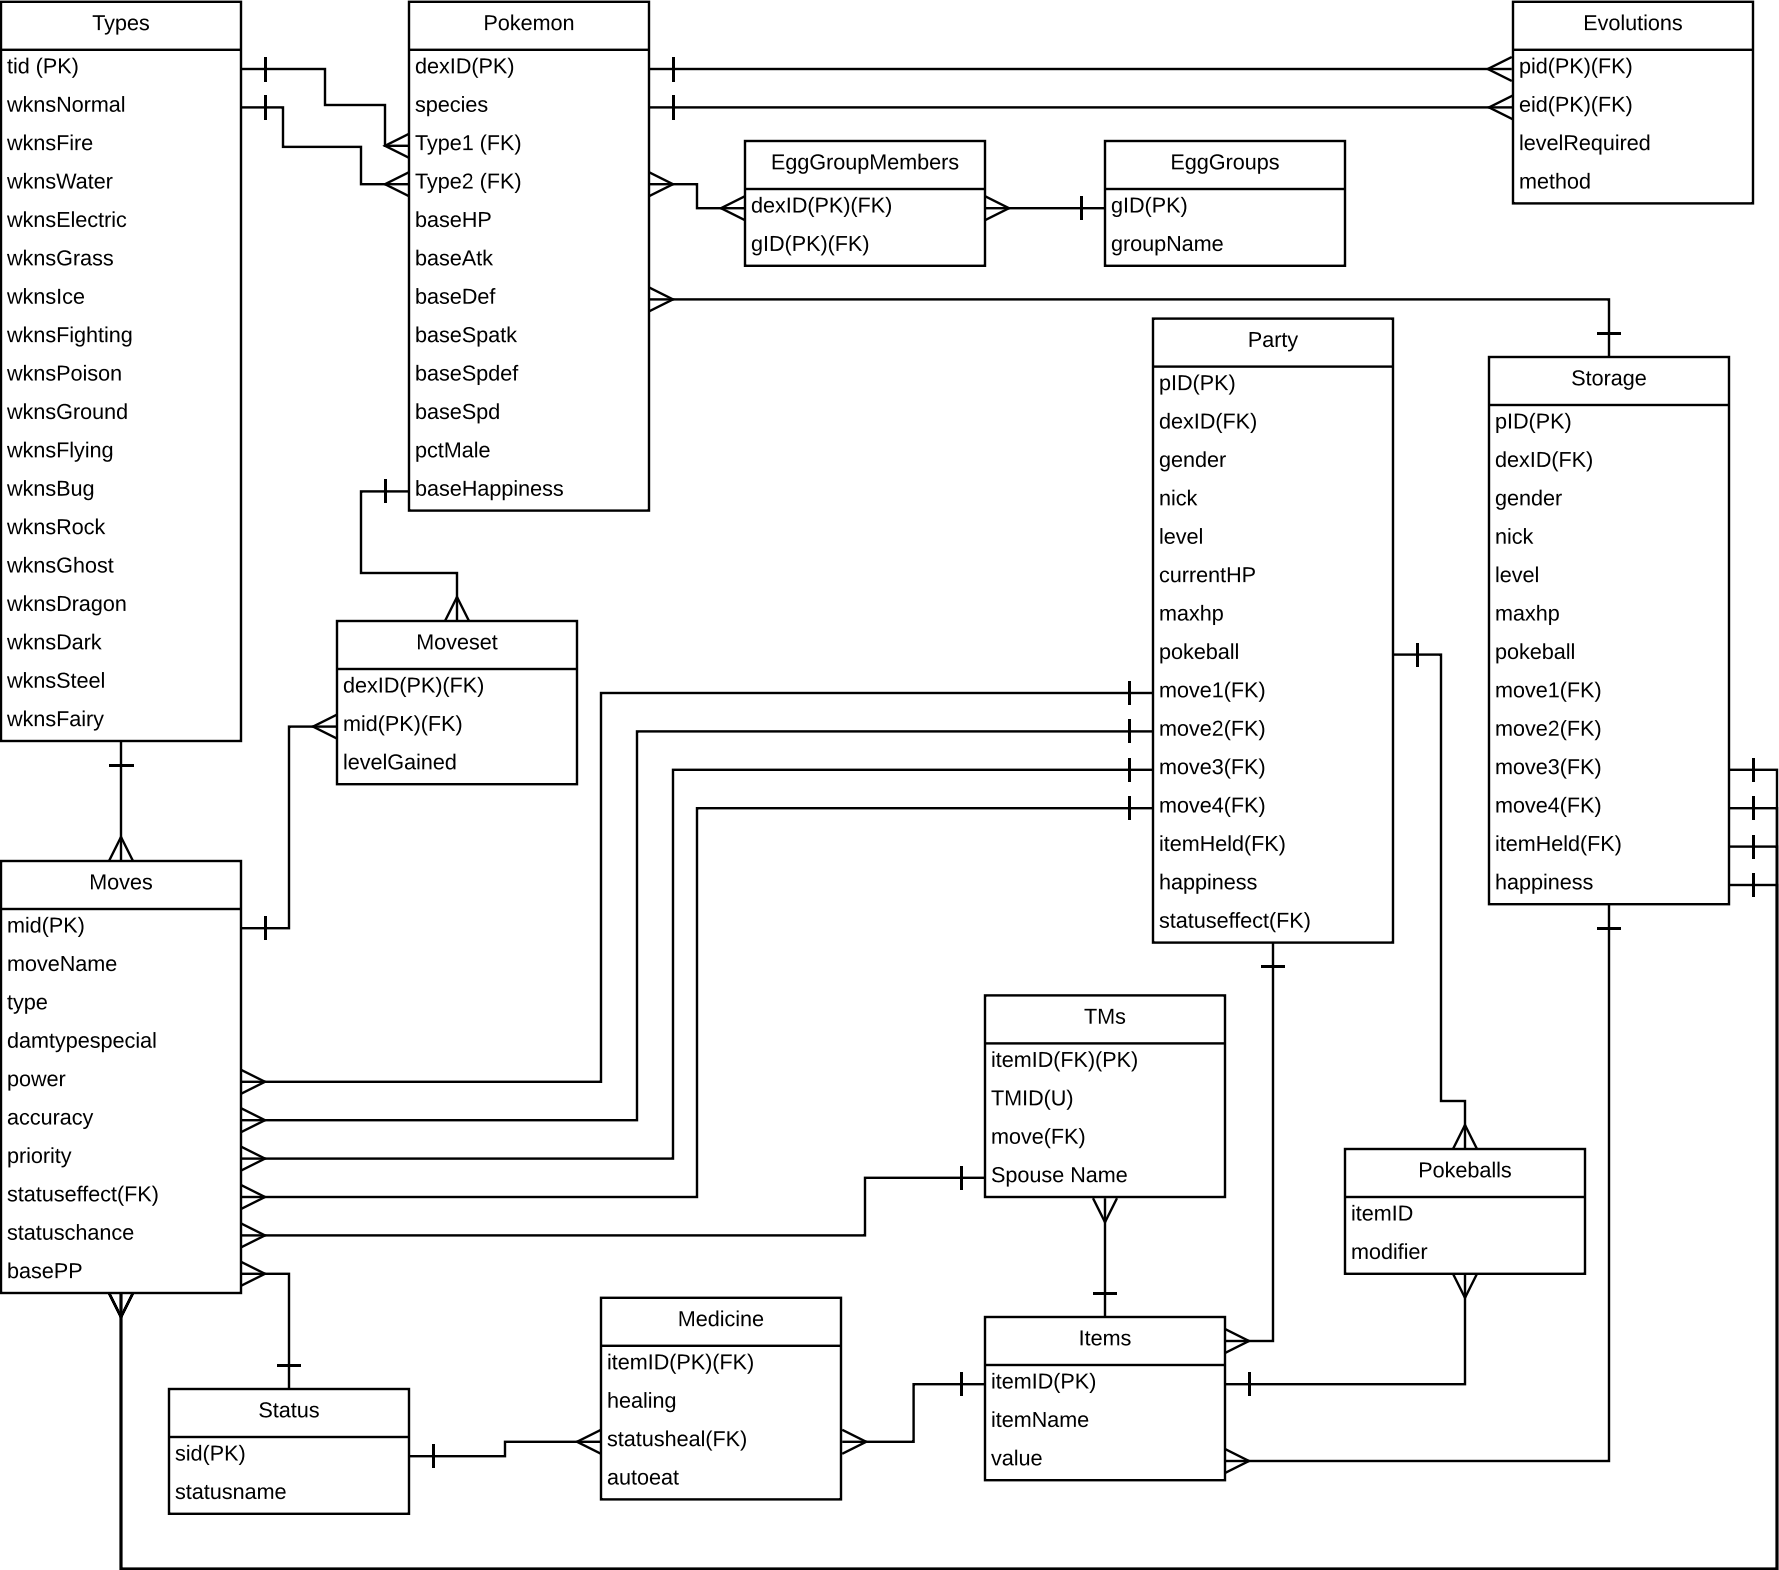 Types
tid (PK)
wknsNormal
wknsFire
wknsWater
wknsElectric
wknsGrass
wknsIce
wknsFighting
wknsPoison
wknsGround
wknsFlying
wknsBug
wknsRock
wknsGhost
wknsDragon
wknsDark
wknsSteel
wknsFairy
Pokemon
dexID(PK)
species
Type1 (FK)
Type2 (FK)
baseHP
baseAtk
baseDef
baseSpatk
baseSpdef
baseSpd
pctMale
baseHappiness
Evolutions
pid(PK)(FK)
eid(PK)(FK)
levelRequired
method
EggGroupMembers
dexID(PK)(FK)
gID(PK)(FK)
EggGroups
gID(PK)
groupName
Party
pID(PK)
dexID(FK)
gender
nick
level
currentHP
maxhp
pokeball
move1(FK)
move2(FK)
move3(FK)
move4(FK)
itemHeld(FK)
happiness
statuseffect(FK)
Storage
pID(PK)
dexID(FK)
gender
nick
level
maxhp
pokeball
move1(FK)
move2(FK)
move3(FK)
move4(FK)
itemHeld(FK)
happiness
Moveset
dexID(PK)(FK)
mid(PK)(FK)
levelGained
Moves
mid(PK)
moveName
type
damtypespecial
power
accuracy
priority
statuseffect(FK)
statuschance
basePP
TMs
itemID(FK)(PK)
TMID(U)
move(FK)
Spouse Name
Pokeballs
itemID
modifier
Medicine
itemID(PK)(FK)
healing
statusheal(FK)
autoeat
Items
itemID(PK)
itemName
value
Status
sid(PK)
statusname